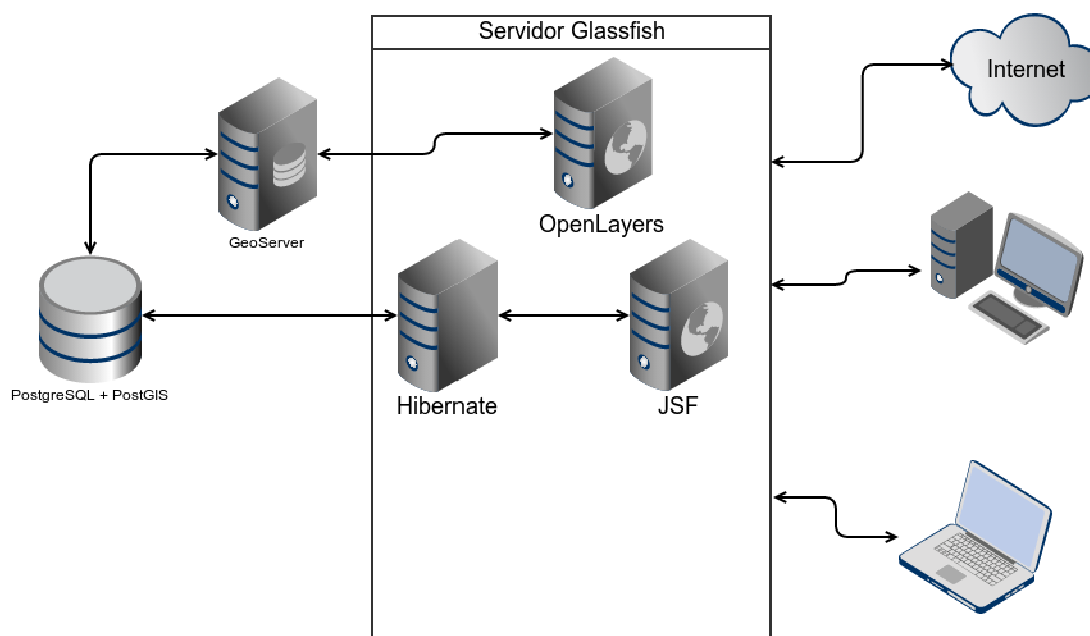 Servidor Glassfish
Internet
OpenLayers
GeoServer
PostgreSQL + PostGIS
Hibernate
JSF